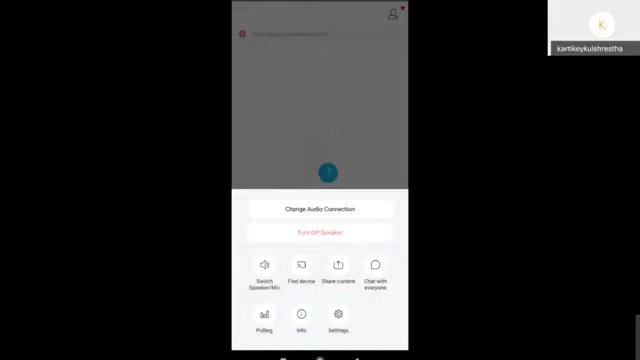 K
kartikeykulshrestha
Change Audio Connection
Turn Off Speaker
Switch Speaker/Mic
Find device
Share content
Chat with everyone
Polling
Info
Settings